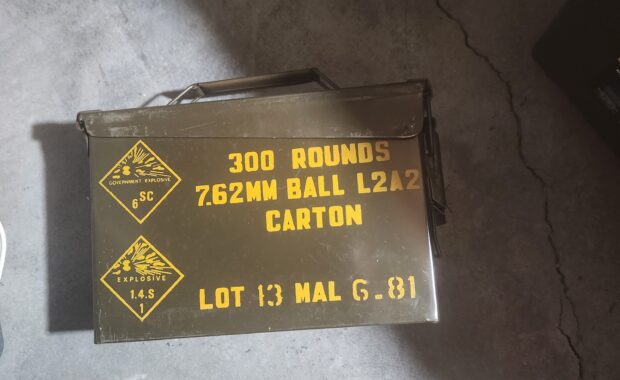 300 ROUNDS
7.62MM BALL L2A2
CARTON
GOVERNMENT EXPLOSIVE
6 SC
EXPLOSIVE
1.4.S
1
LOT 13 MAL 6-81